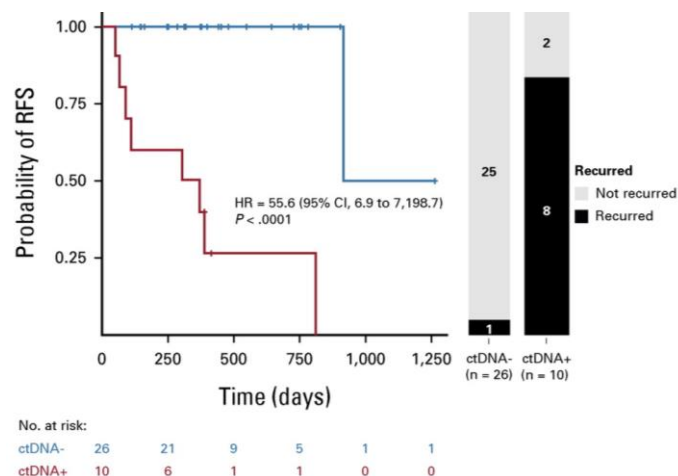 Probability of RFS
1.00
0.75
0.50
0.25
HR = 55.6 (95% CI, 6.9 to 7,198.7)
P < .0001
0 250 500 750 1,000 1,250
Time (days)
No. at risk:
ctDNA- 26 21 9 5 1 1
ctDNA+ 10 6 1 1 0 0
25
1
2
8
ctDNA-
(n = 26)
ctDNA+
(n = 10)
Recurred
Not recurred
Recurred